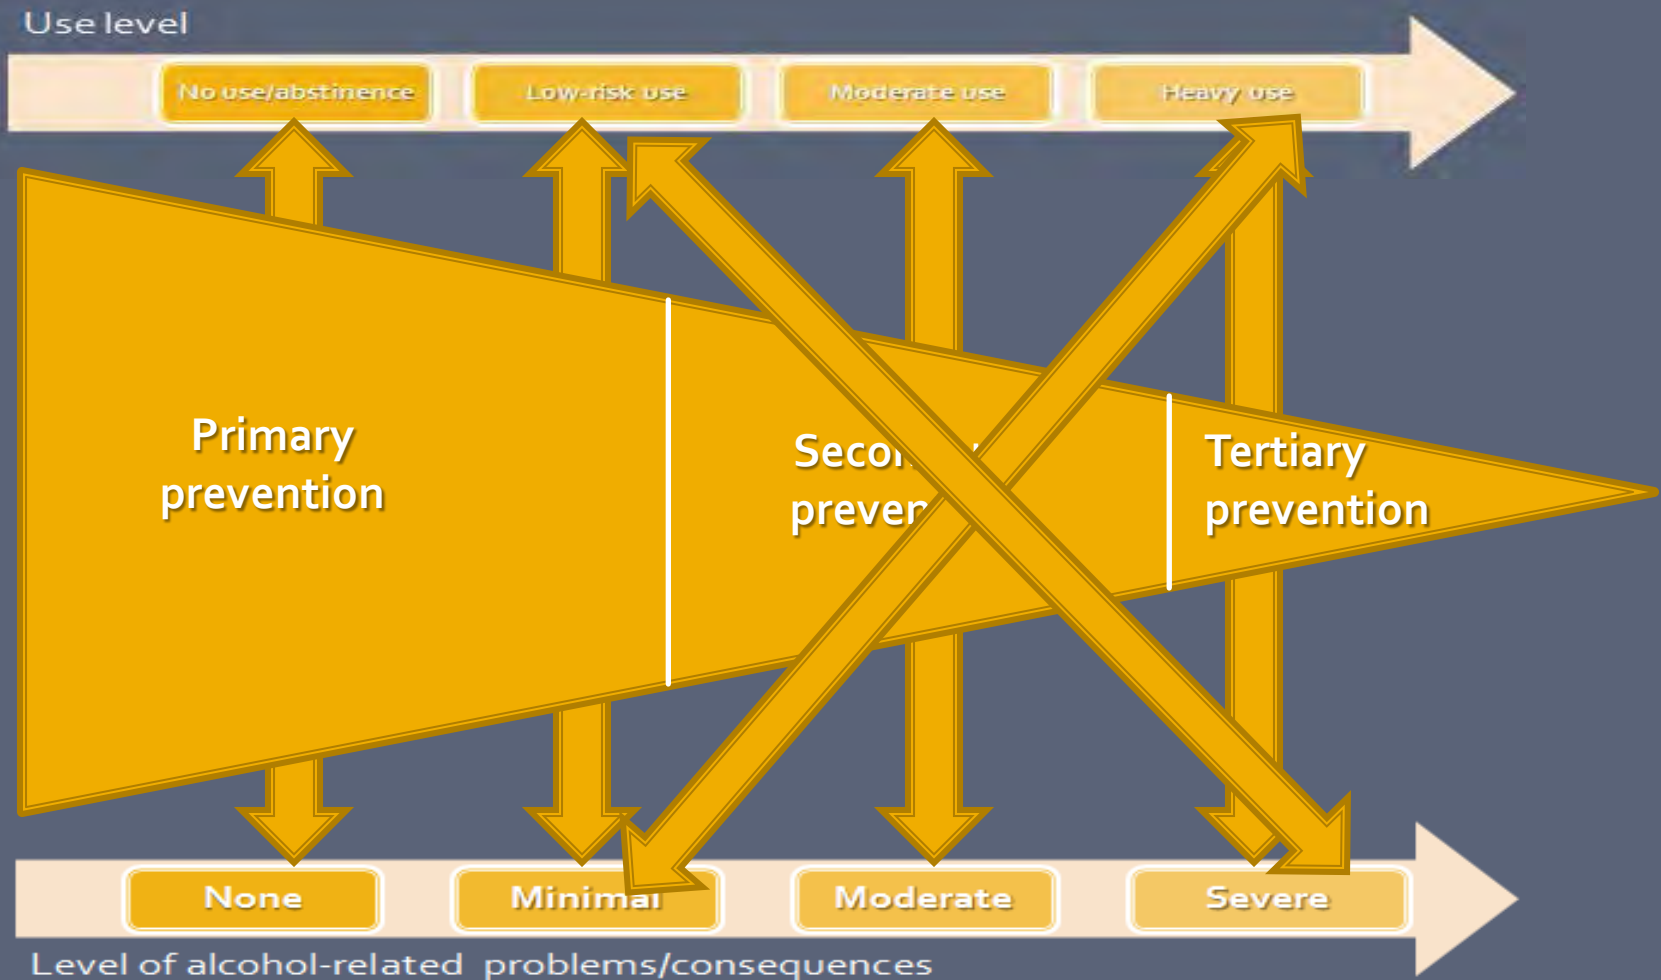 Use level
No use/abstinence
Low-risk use
Moderate use
Heavy use
Primary
prevention
Tertiary
prevention
None
Minimal
Moderate
Severe
Level of alcohol-related problems/consequences